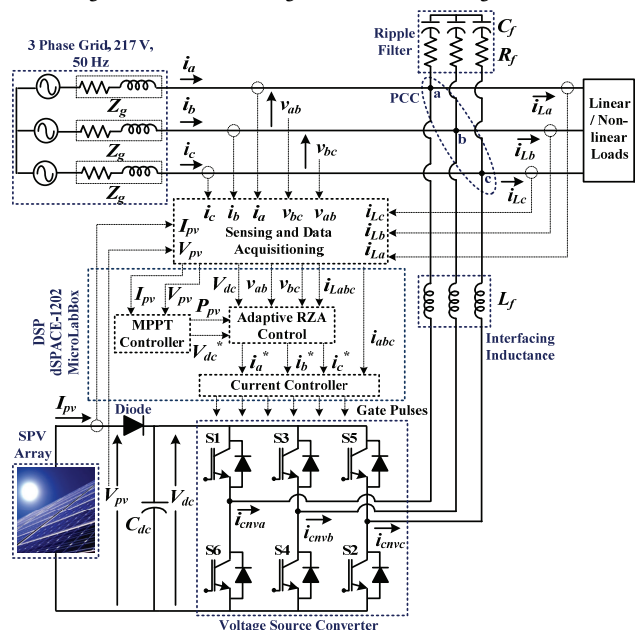 Ripple
Filter
C_f
R_f
3 Phase Grid, 217 V,
50 Hz
i_a
i_b
i_c
Z_g
Z_g
Z_g
v_ab
v_bc
PCC
a
b
c
i_La
i_Lb
i_Lc
Linear
/ Non-
linear
Loads
i_c i_b i_a v_bc v_ab
I_pv
V_pv
i_Lc
i_Lb
i_La
Sensing and Data
Acquisitioning
DSP
dSPACE-1202
MicroLabBox
I_pv
V_pv
V_dc v_ab v_bc i_Labc
P_pv
V_dc*
MPPT
Controller
Adaptive RZA
Control
i_a* i_b* i_c*
i_abc
Current Controller
Gate Pulses
L_f
Interfacing
Inductance
I_pv
Diode
SPV
Array
V_pv
C_dc
V_dc
S1 S3 S5
i_cnva
i_cnvb
i_cnvc
S6 S4 S2
Voltage Source Converter